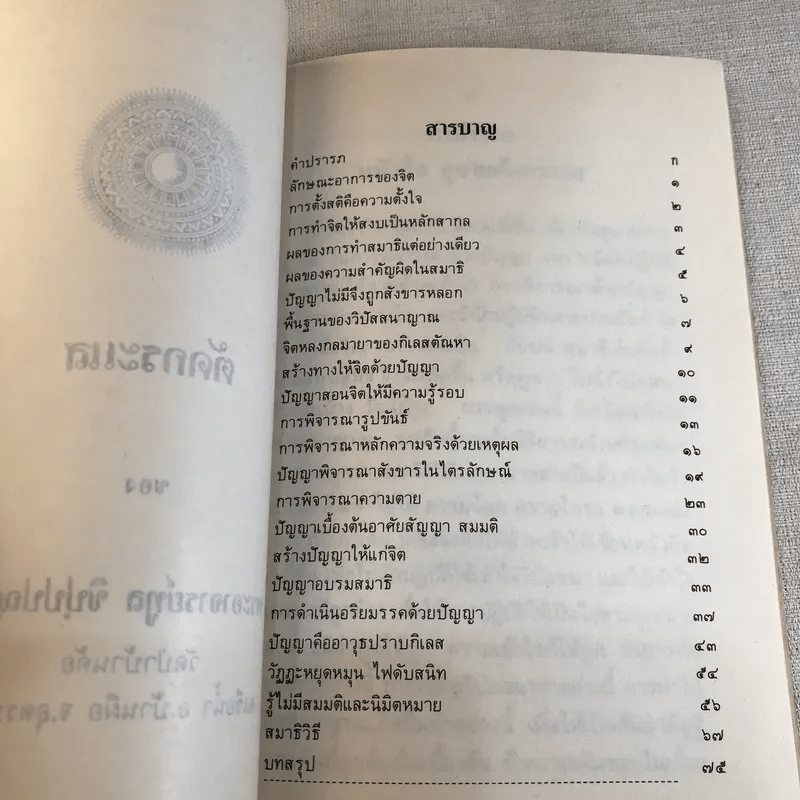 สารบาญ
คำปรารภ ก
ลักษณะอาการของจิต ๑
การตั้งสติคือความตั้งใจ ๒
การทำจิตให้สงบเป็นหลักสากล ๓
ผลของการทำสมาธิแต่อย่างเดียว ๔
ผลของความสำคัญผิดในสมาธิ ๕
ปัญญาไม่มีจึงถูกสังขารหลอก ๖
พื้นฐานของวิปัสสนาญาณ ๗
จิตหลงกลมายาของกิเลสตัณหา ๙
สร้างทางให้จิตด้วยปัญญา ๑๐
ปัญญาสอนจิตให้มีความรู้รอบ ๑๑
การพิจารณารูปขันธ์ ๑๓
การพิจารณาหลักความจริงด้วยเหตุผล ๑๖
ปัญญาพิจารณาสังขารในไตรลักษณ์ ๑๙
การพิจารณาความตาย ๒๓
ปัญญาเบื้องต้นอาศัยสัญญา สมมติ ๓๐
สร้างปัญญาให้แก่จิต ๓๒
ปัญญาอบรมสมาธิ ๓๓
การดำเนินอริยมรรคด้วยปัญญา ๓๗
ปัญญาคืออาวุธปราบกิเลส ๔๓
วัฏฏะหยุดหมุน ไฟดับสนิท ๕๔
รู้ไม่มีสมมติและนิมิตหมาย ๕๖
สมาธิวิธี ๖๗
บทสรุป ๗๕